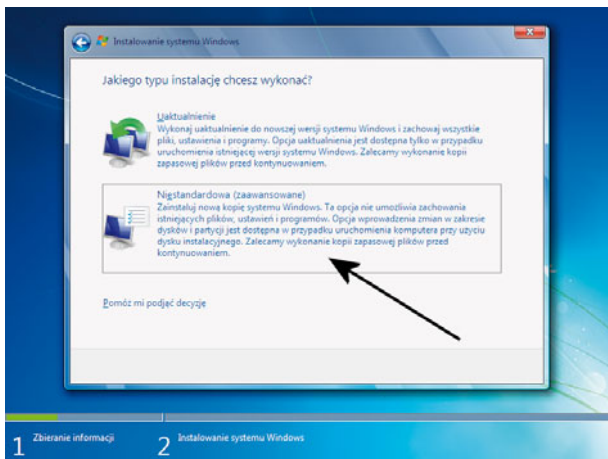 Instalowanie systemu Windows
Jakiego typu instalację chcesz wykonać?
Uaktualnienie
Wykonaj uaktualnienie do nowszej wersji systemu Windows i zachowaj wszystkie
pliki, ustawienia i programy. Opcja uaktualnienia jest dostępna tylko w przypadku
uruchomienia istniejącej wersji systemu Windows. Zalecamy wykonanie kopii
zapasowej plików przed kontynuowaniem.
Niestandardowa (zaawansowane)
Zainstaluj nową kopię systemu Windows. Ta opcja nie umożliwia zachowania
istniejących plików, ustawień i programów. Opcja wprowadzenia zmian w zakresie
dysków i partycji jest dostępna w przypadku uruchomienia komputera przy użyciu
dysku instalacyjnego. Zalecamy wykonanie kopii zapasowej plików przed
kontynuowaniem.
Pomóż mi podjąć decyzję
1 Zbieranie informacji 2 Instalowanie systemu Windows